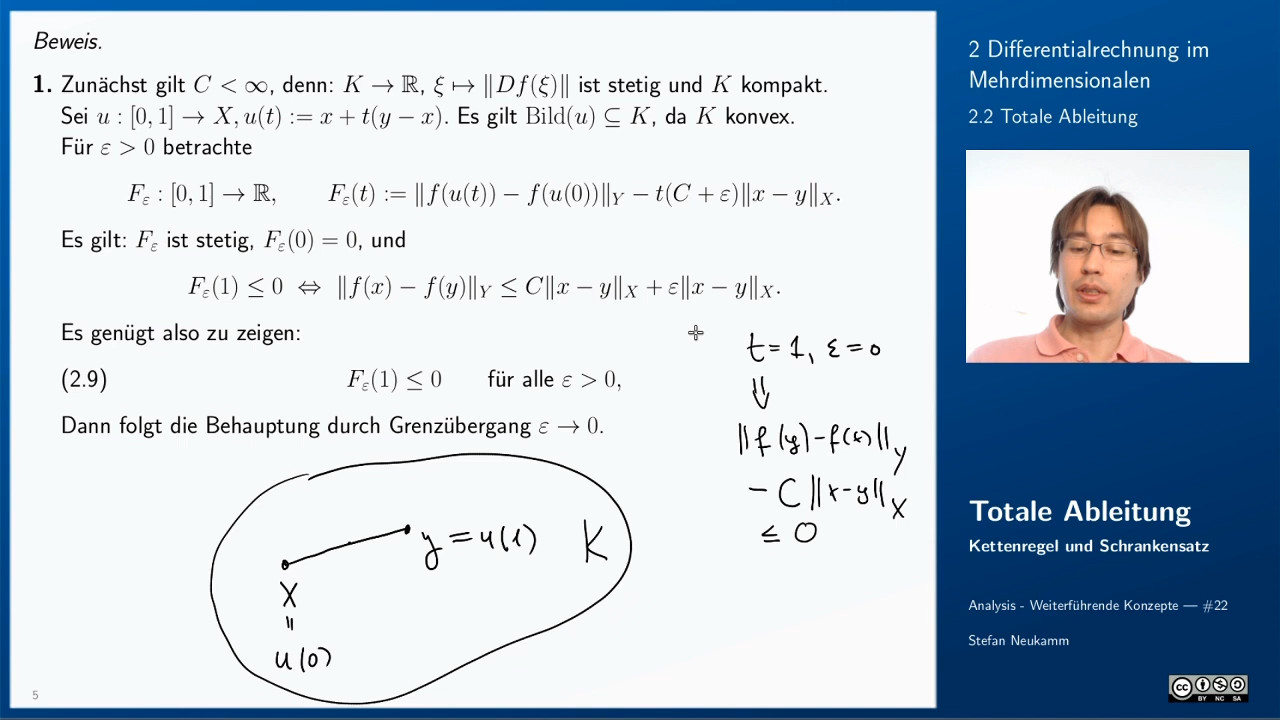 Beweis.
1. Zunächst gilt C < ∞, denn: K → ℝ, ξ ↦ ‖Df(ξ)‖ ist stetig und K kompakt.
Sei u : [0, 1] → X, u(t) := x + t(y − x). Es gilt Bild(u) ⊆ K, da K konvex.
Für ε > 0 betrachte
F_ε : [0, 1] → ℝ, F_ε(t) := ‖f(u(t)) − f(u(0))‖_Y − t(C + ε)‖x − y‖_X.
Es gilt: F_ε ist stetig, F_ε(0) = 0, und
F_ε(1) ≤ 0 ⇔ ‖f(x) − f(y)‖_Y ≤ C‖x − y‖_X + ε‖x − y‖_X.
Es genügt also zu zeigen:
(2.9) F_ε(1) ≤ 0 für alle ε > 0,
Dann folgt die Behauptung durch Grenzübergang ε → 0.
t = 1, ε = 0
⇓
‖f(y) − f(x)‖_Y
− C‖x − y‖_X
≤ 0
y = u(1) K
x
=
u(0)
5
2 Differentialrechnung im
Mehrdimensionalen
2.2 Totale Ableitung
Totale Ableitung
Kettenregel und Schrankensatz
Analysis - Weiterführende Konzepte — #22
Stefan Neukamm
cc BY NC SA